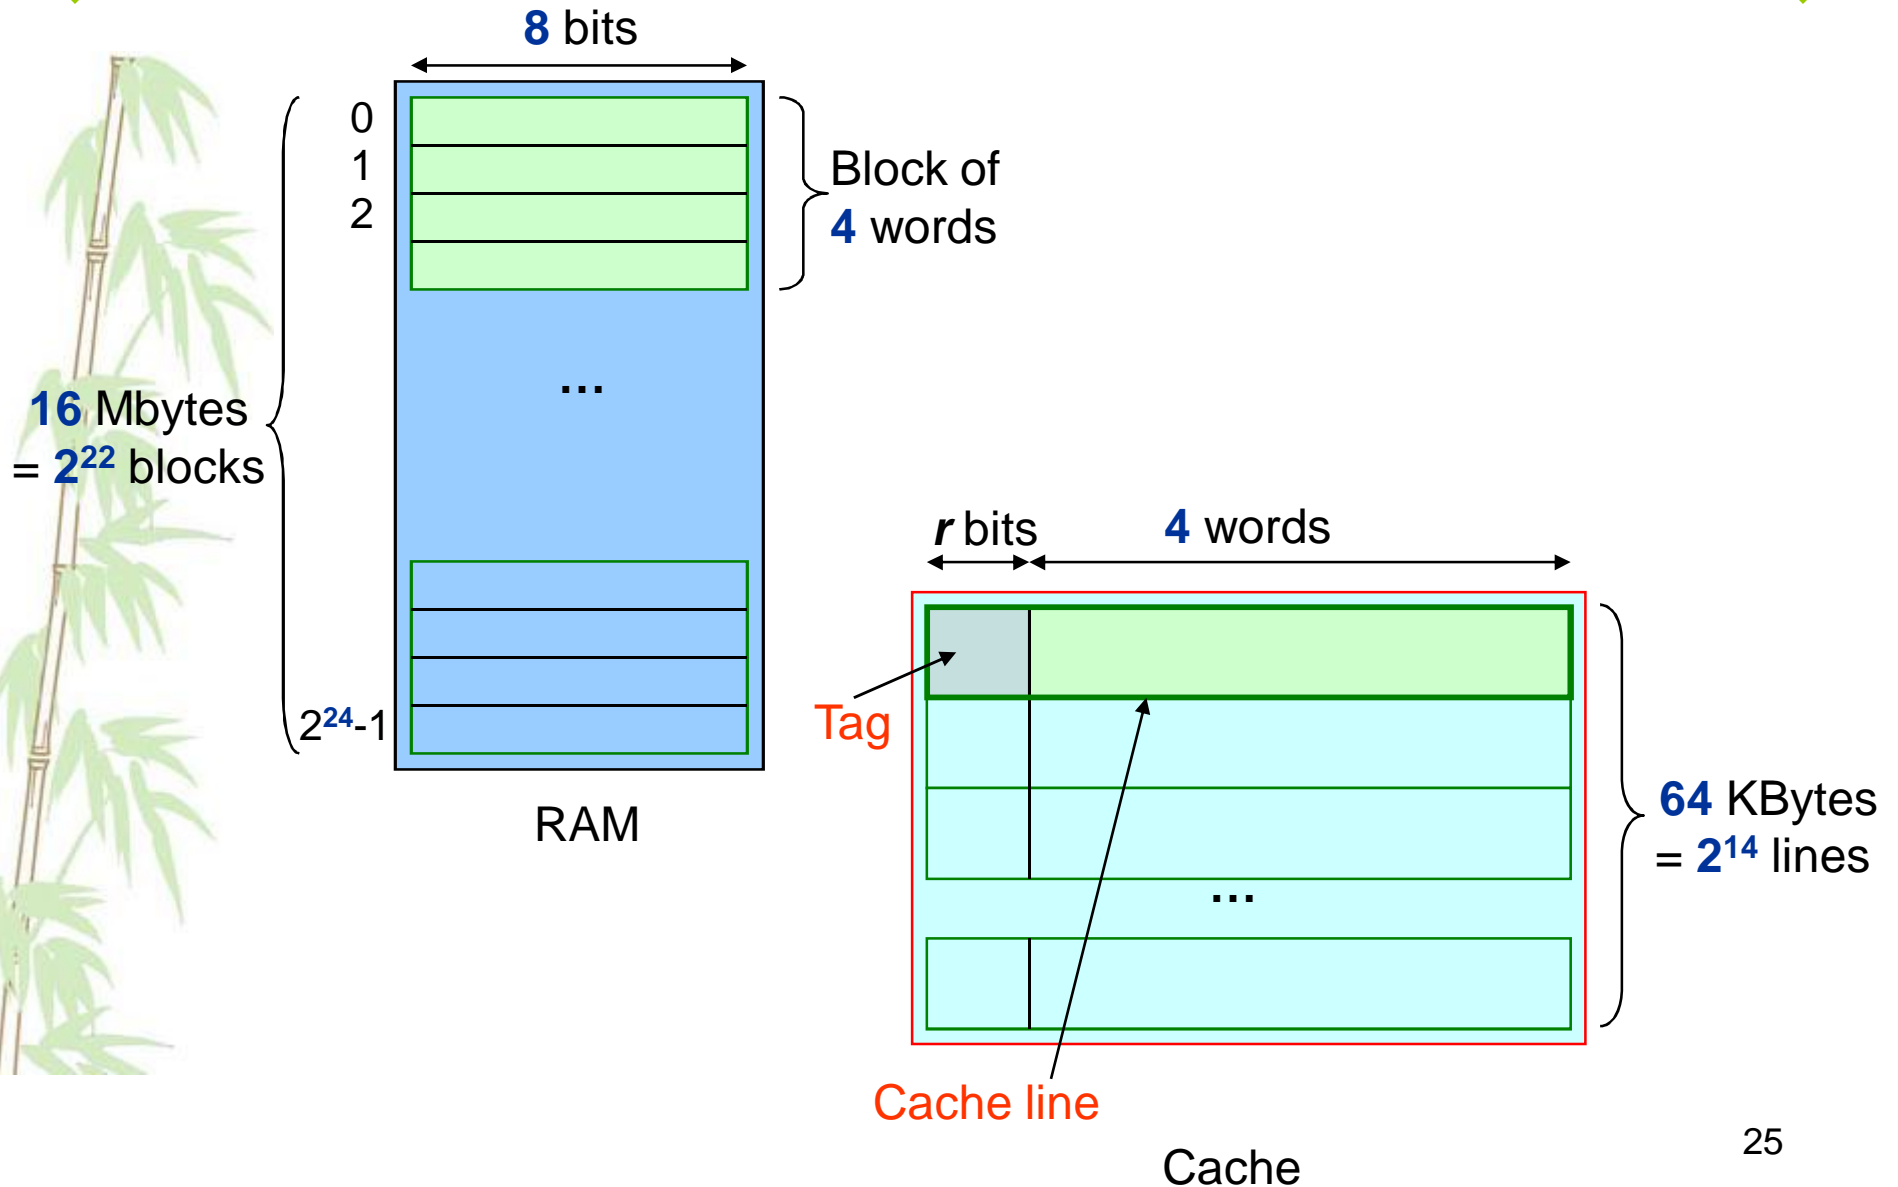 8 bits
0
1
2
Block of
4 words
...
16 Mbytes
= 2²² blocks
2²⁴-1
RAM
r bits
4 words
Tag
64 KBytes
= 2¹⁴ lines
...
Cache line
Cache
25